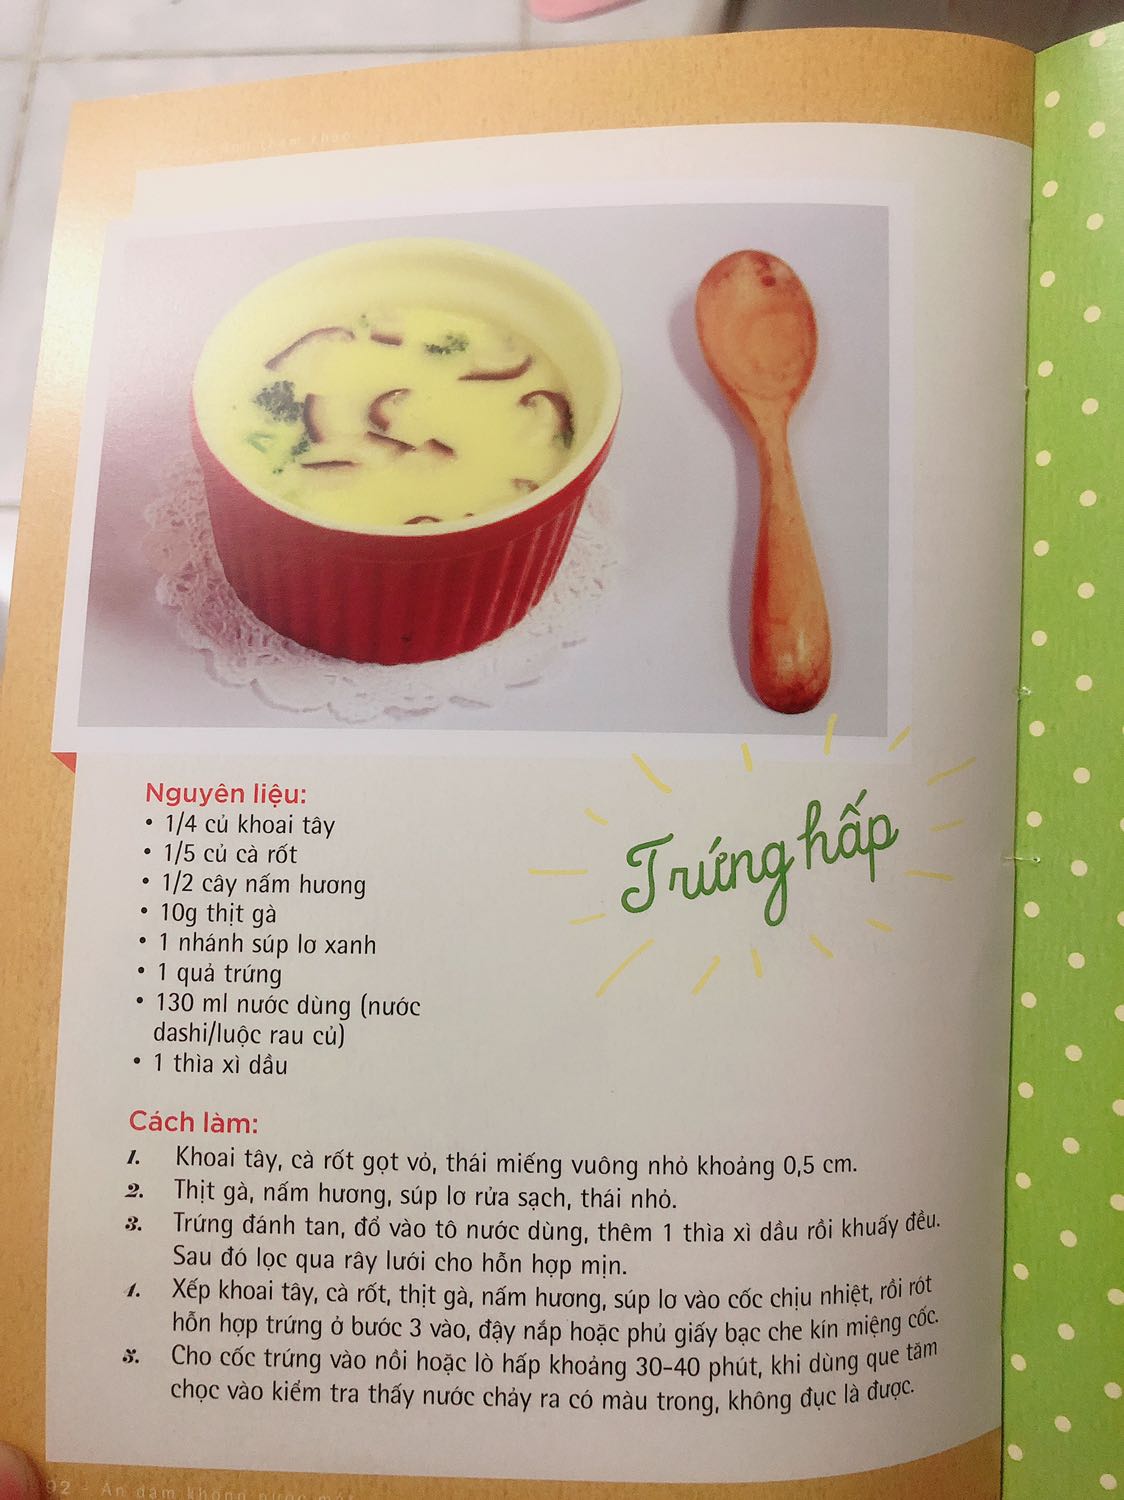 Trứng hấp
Nguyên liệu:
• 1/4 củ khoai tây
• 1/5 củ cà rốt
• 1/2 cây nấm hương
• 10g thịt gà
• 1 nhánh súp lơ xanh
• 1 quả trứng
• 130 ml nước dùng (nước
dashi/luộc rau củ)
• 1 thìa xì dầu
Cách làm:
1. Khoai tây, cà rốt gọt vỏ, thái miếng vuông nhỏ khoảng 0,5 cm.
2. Thịt gà, nấm hương, súp lơ rửa sạch, thái nhỏ.
3. Trứng đánh tan, đổ vào tô nước dùng, thêm 1 thìa xì dầu rồi khuấy đều.
Sau đó lọc qua rây lưới cho hỗn hợp mịn.
4. Xếp khoai tây, cà rốt, thịt gà, nấm hương, súp lơ vào cốc chịu nhiệt, rồi rót
hỗn hợp trứng ở bước 3 vào, đậy nắp hoặc phủ giấy bạc che kín miệng cốc.
5. Cho cốc trứng vào nồi hoặc lò hấp khoảng 30-40 phút, khi dùng que tăm
chọc vào kiểm tra thấy nước chảy ra có màu trong, không đục là được.
92 - Ăn dặm không nước mắt